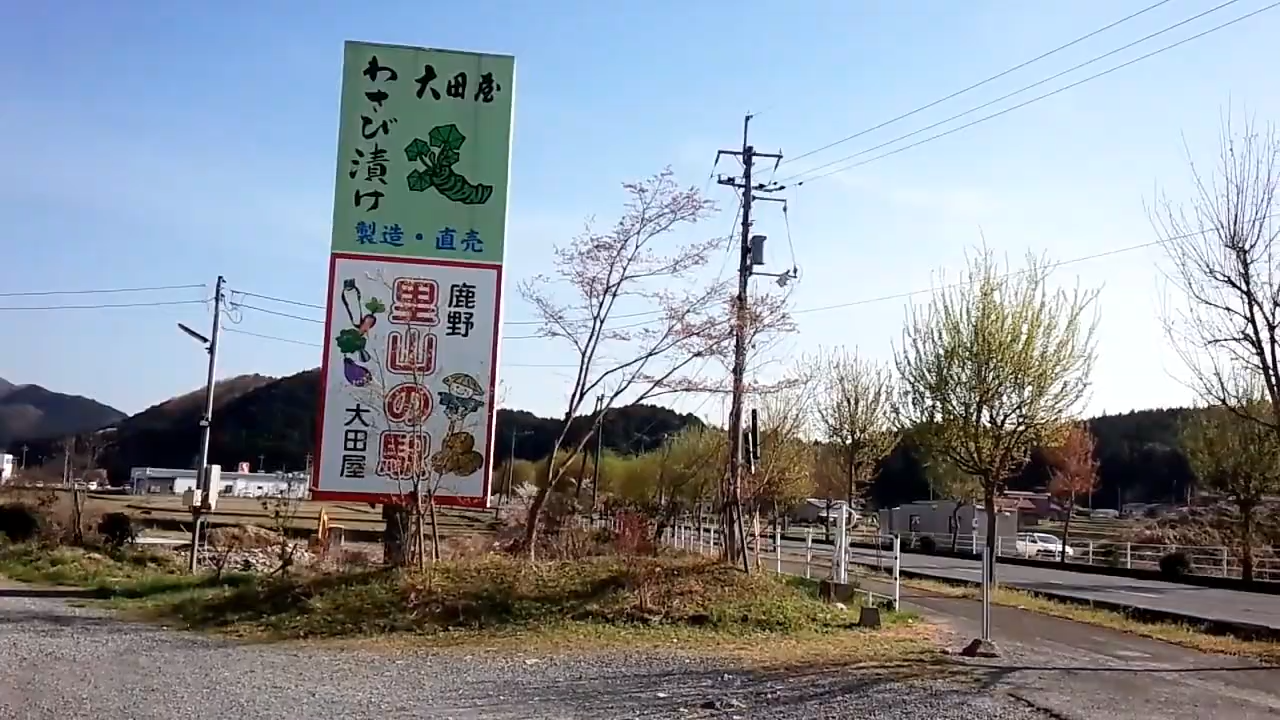 大田屋
わさび漬け
製造・直売
鹿野
里山の駅
大田屋